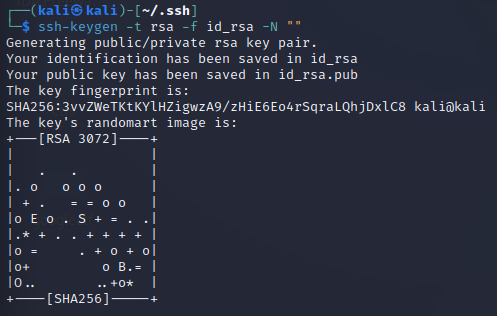 ┌──(kali㉿kali)-[~/.ssh]
└─$ ssh-keygen -t rsa -f id_rsa -N ""
Generating public/private rsa key pair.
Your identification has been saved in id_rsa
Your public key has been saved in id_rsa.pub
The key fingerprint is:
SHA256:3vvZWeTKtKYlHZigwzA9/zHiE6Eo4rSqraLQhjDxlC8 kali@kali
The key's randomart image is:
+---[RSA 3072]----+
|                 |
|   .   .         |
|. o   o o o      |
| + .   = = o o   |
|o E o . S + = . .|
|.* + . . + + + + |
|o =     . + o + o|
|o+         o B.= |
|O..       ..+o*  |
+----[SHA256]-----+